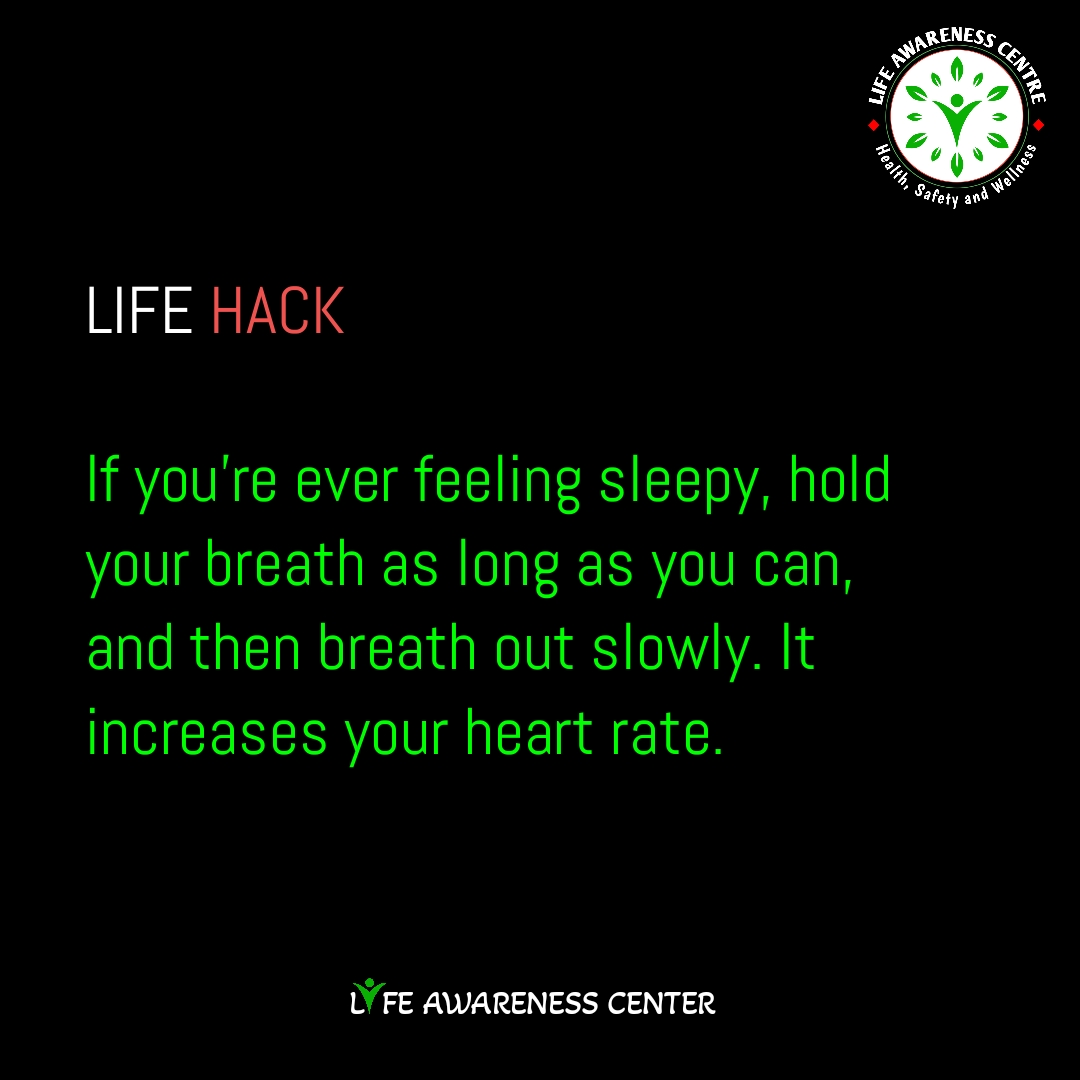 LIFE AWARENESS CENTRE
Health, Safety and Wellness
LIFE HACK
If you're ever feeling sleepy, hold
your breath as long as you can,
and then breath out slowly. It
increases your heart rate.
LIFE AWARENESS CENTER